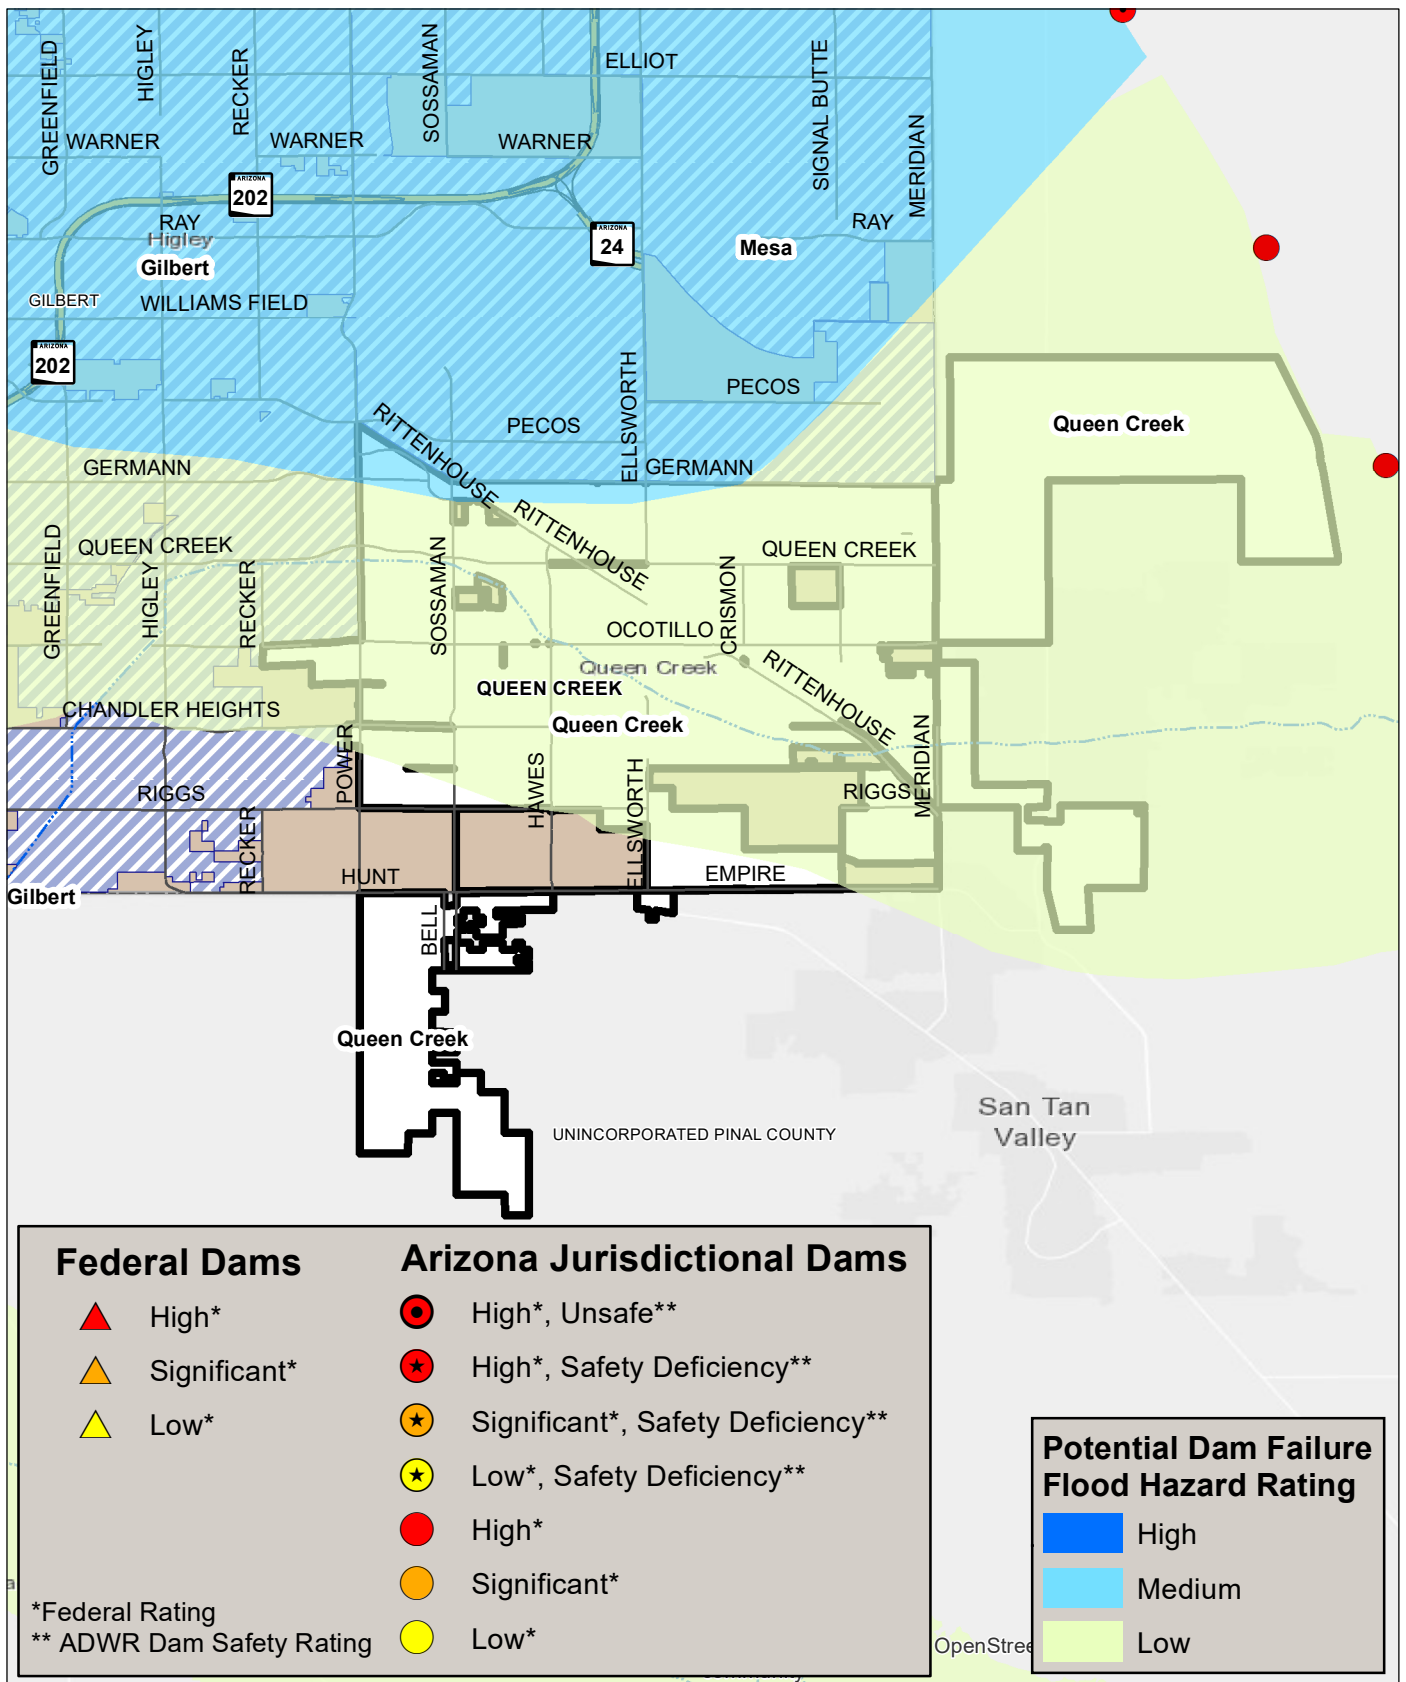 GREENFIELD
HIGLEY
RECKER
SOSSAMAN
ELLIOT
SIGNAL BUTTE
MERIDIAN
WARNER
WARNER
WARNER
ARIZONA
202
RAY
Higley
Gilbert
ARIZONA
24
Mesa
RAY
GILBERT
WILLIAMS FIELD
ARIZONA
202
ELLSWORTH
PECOS
RITTENHOUSE
PECOS
Queen Creek
GERMANN
GERMANN
RITTENHOUSE
GREENFIELD
QUEEN CREEK
HIGLEY
RECKER
SOSSAMAN
QUEEN CREEK
CRISMON
OCOTILLO
Queen Creek
RITTENHOUSE
QUEEN CREEK
CHANDLER HEIGHTS
Queen Creek
POWER
HAWES
ELLSWORTH
MERIDIAN
RIGGS
RIGGS
RECKER
HUNT
EMPIRE
Gilbert
BELL
Queen Creek
San Tan
Valley
UNINCORPORATED PINAL COUNTY
Federal Dams
High*
Significant*
Low*
*Federal Rating
** ADWR Dam Safety Rating
Arizona Jurisdictional Dams
High*, Unsafe**
High*, Safety Deficiency**
Significant*, Safety Deficiency**
Low*, Safety Deficiency**
High*
Significant*
Low*
OpenStree
Potential Dam Failure
Flood Hazard Rating
High
Medium
Low